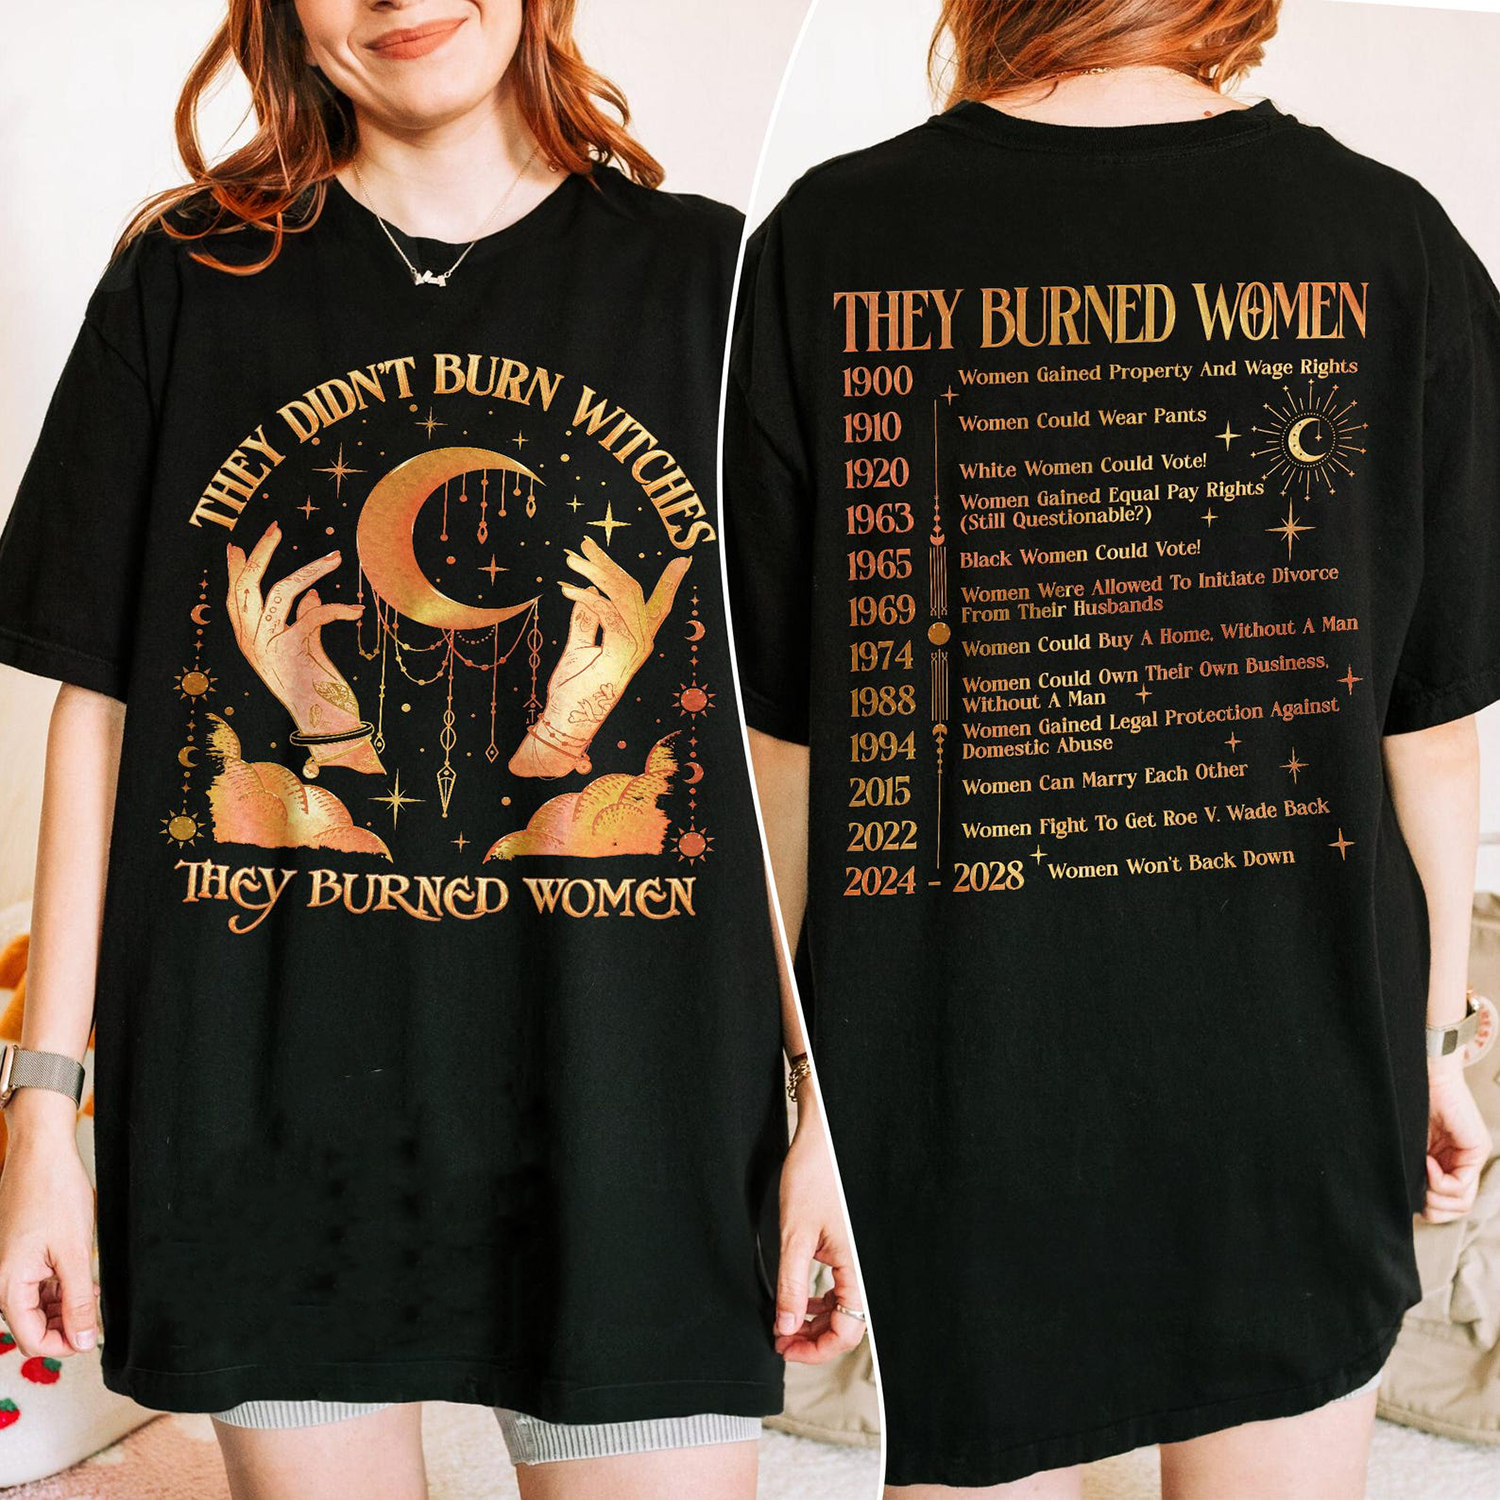 THEY DIDN'T BURN WITCHES
THEY BURNED WOMEN
THEY BURNED WOMEN
1900 Women Gained Property And Wage Rights
1910 Women Could Wear Pants
1920 White Women Could Vote!
1963 Women Gained Equal Pay Rights
(Still Questionable?)
1965 Black Women Could Vote!
1969 Women Were Allowed To Initiate Divorce
From Their Husbands
1974 Women Could Buy A Home, Without A Man
1988 Women Could Own Their Own Business,
Without A Man
1994 Women Gained Legal Protection Against
Domestic Abuse
2015 Women Can Marry Each Other
2022 Women Fight To Get Roe V. Wade Back
2024 - 2028 Women Won't Back Down